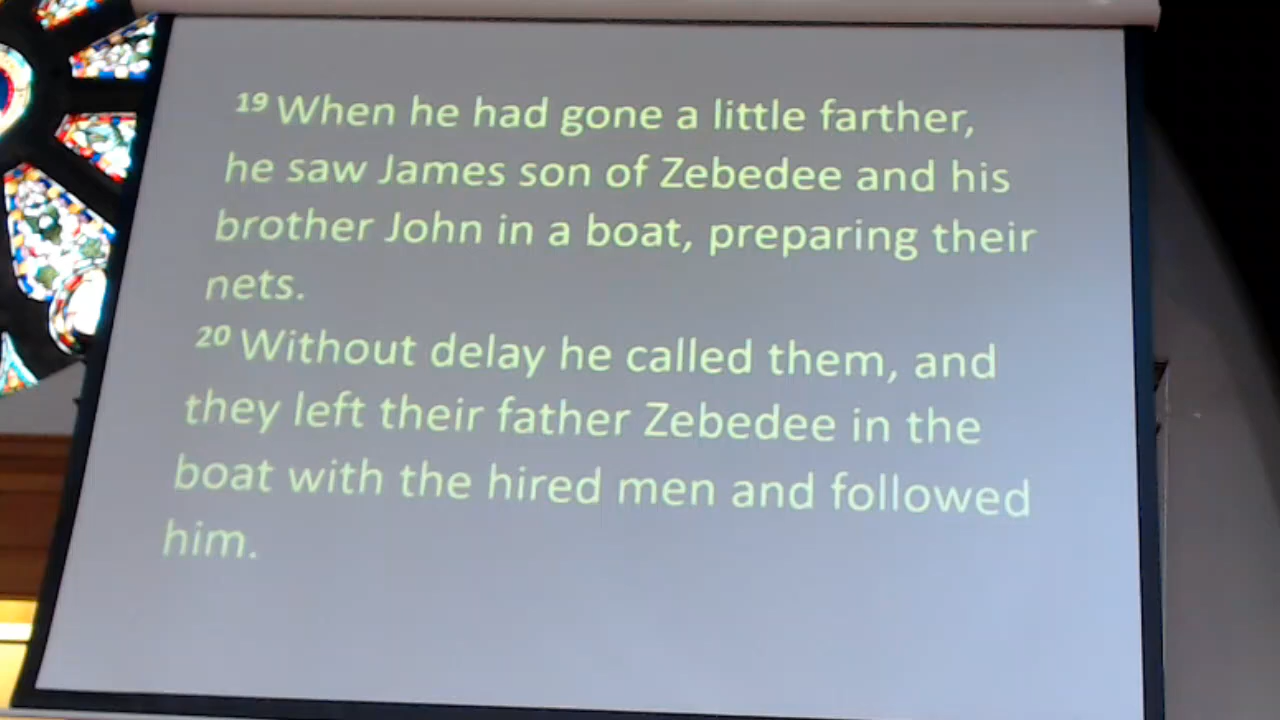 19 When he had gone a little farther,
he saw James son of Zebedee and his
brother John in a boat, preparing their
nets.
20 Without delay he called them, and
they left their father Zebedee in the
boat with the hired men and followed
him.